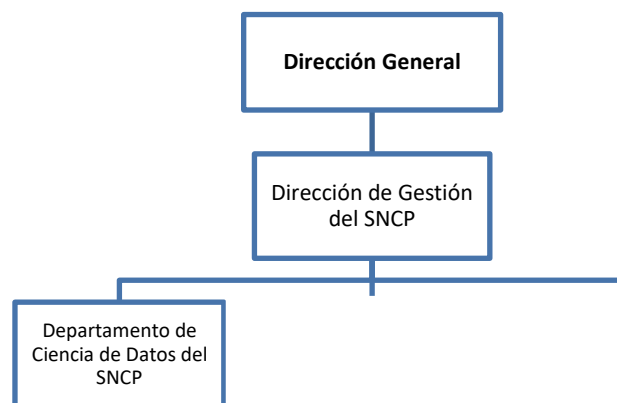 Dirección General
Dirección de Gestión
del SNCP
Departamento de
Ciencia de Datos del
SNCP